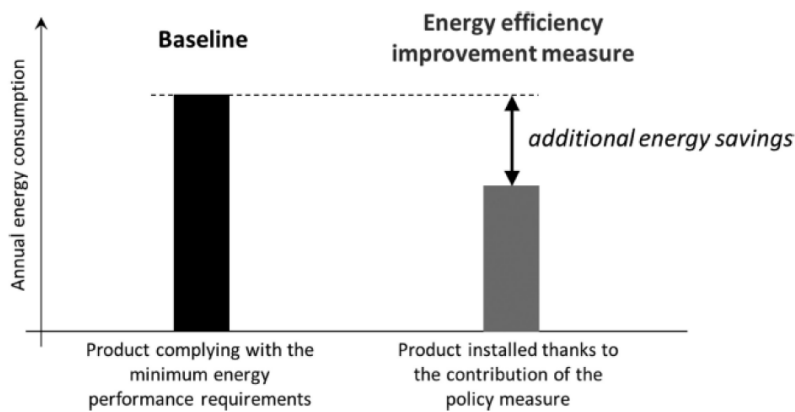 Baseline
Energy efficiency
improvement measure
Annual energy consumption
additional energy savings
Product complying with the
minimum energy
performance requirements
Product installed thanks to
the contribution of the
policy measure